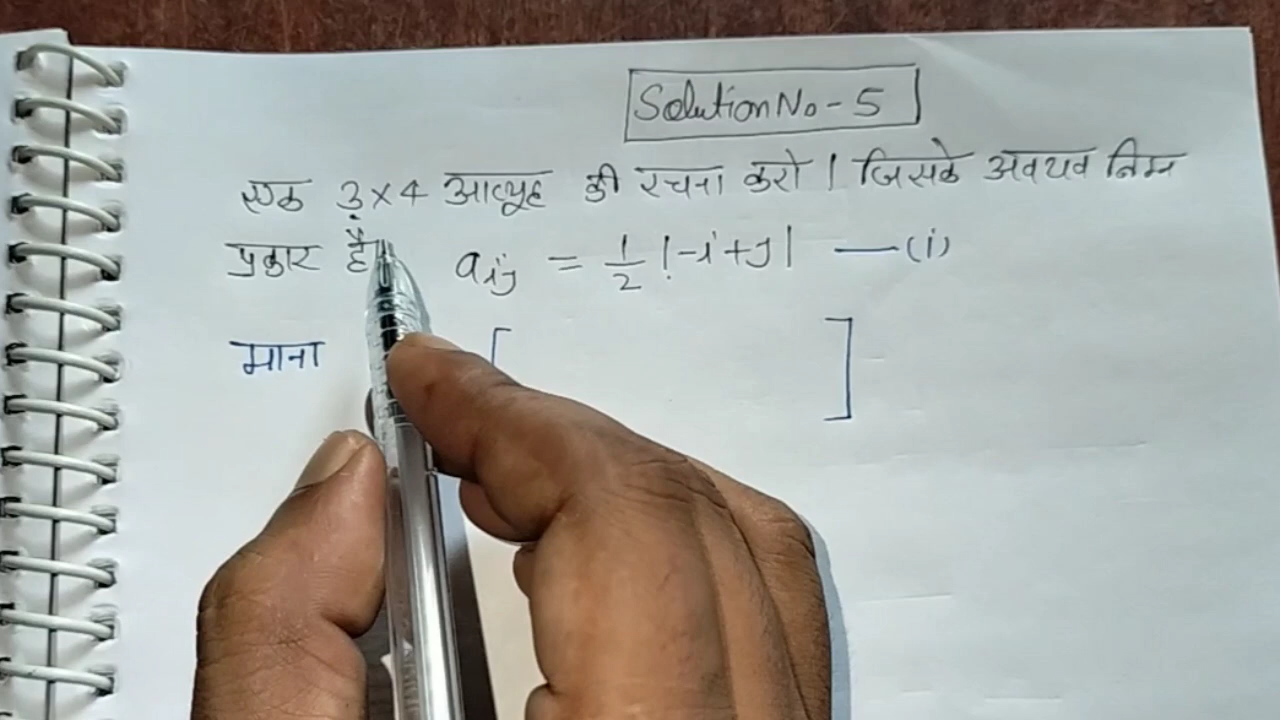 Solution No - 5
एक 3×4 आव्यूह की रचना करो । जिसके अवयव निम्न
प्रकार है। aij = 1/2 |-i+j| — (i)
माना [ ]